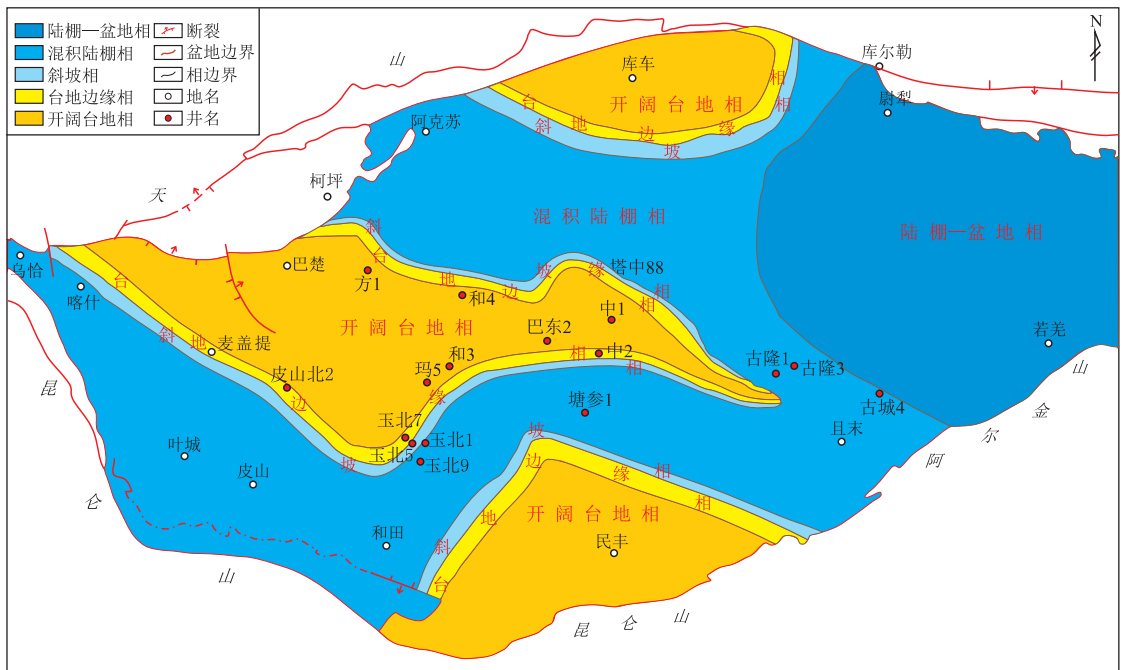 陆棚—盆地相
断裂
混积陆棚相
盆地边界
斜坡相
相边界
台地边缘相
地名
开阔台地相
井名
N
山
库车
库尔勒
开阔台地相
相
相
尉犁
台地边缘
斜坡
阿克苏
天
柯坪
混积陆棚相
陆棚—盆地相
斜坡相
台地边缘相
塔中88
乌恰
巴楚
方1
喀什
台
和4
中1
开阔台地相
巴东2
若羌
斜
地
麦盖提
和3
相
中2
相
古隆1
古隆3
山
昆
皮山北2
玛5
边
缘
塘参1
古城4
金
玉北7
玉北1
玉北5
玉北9
坡
坡
且末
尔
叶城
边缘相
相
阿
皮山
仑
地
开阔台地相
和田
斜
民丰
山
台
昆仑山